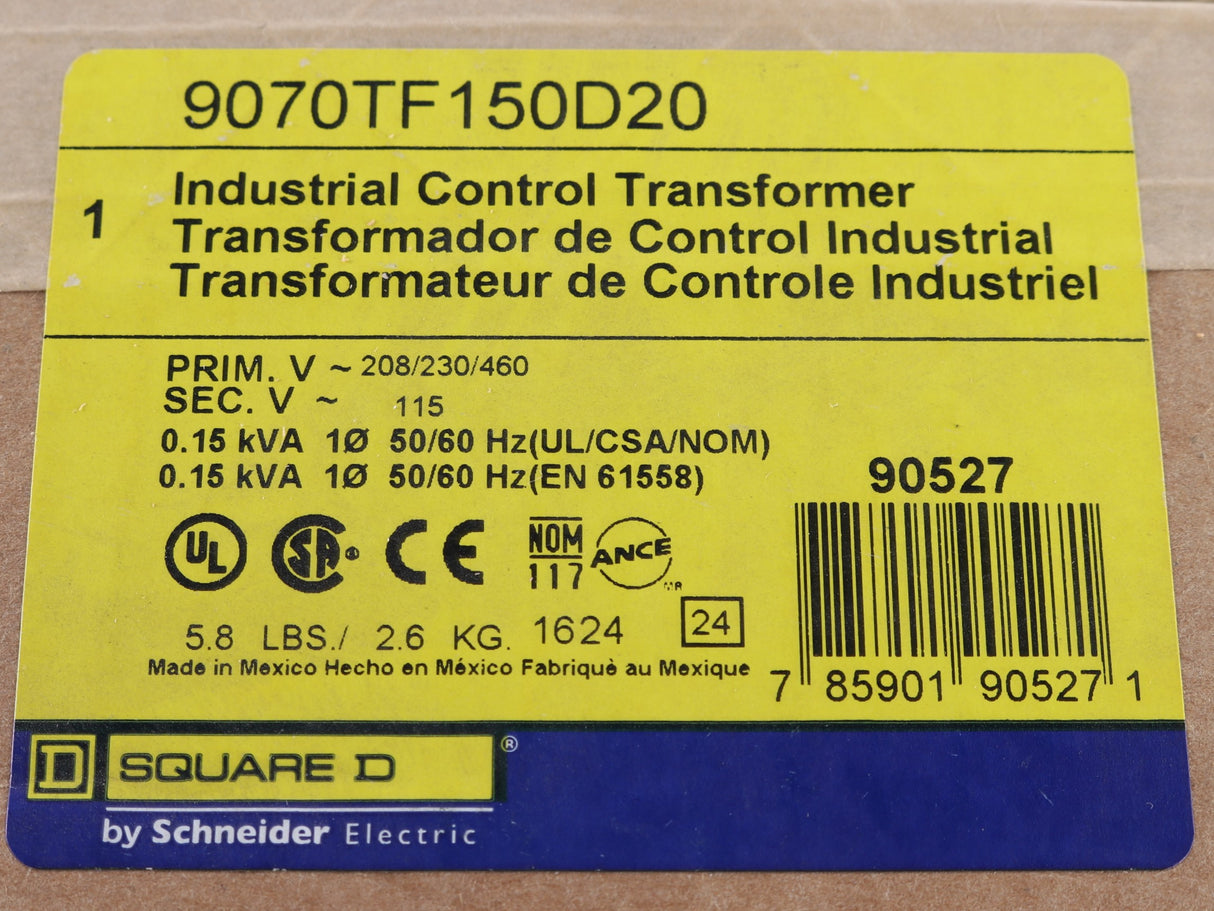 9070TF150D20
1
Industrial Control Transformer
Transformador de Control Industrial
Transformateur de Controle Industriel
PRIM. V ~ 208/230/460
SEC. V ~ 115
0.15 kVA 1Ø 50/60 Hz(UL/CSA/NOM)
0.15 kVA 1Ø 50/60 Hz(EN 61558)
90527
UL SA ® CE NOM 117 ANCE MR
5.8 LBS./ 2.6 KG. 1624 24
Made in Mexico Hecho en México Fabriquè au Mexique
7 85901 90527 1
D SQUARE D ®
by Schneider Electric